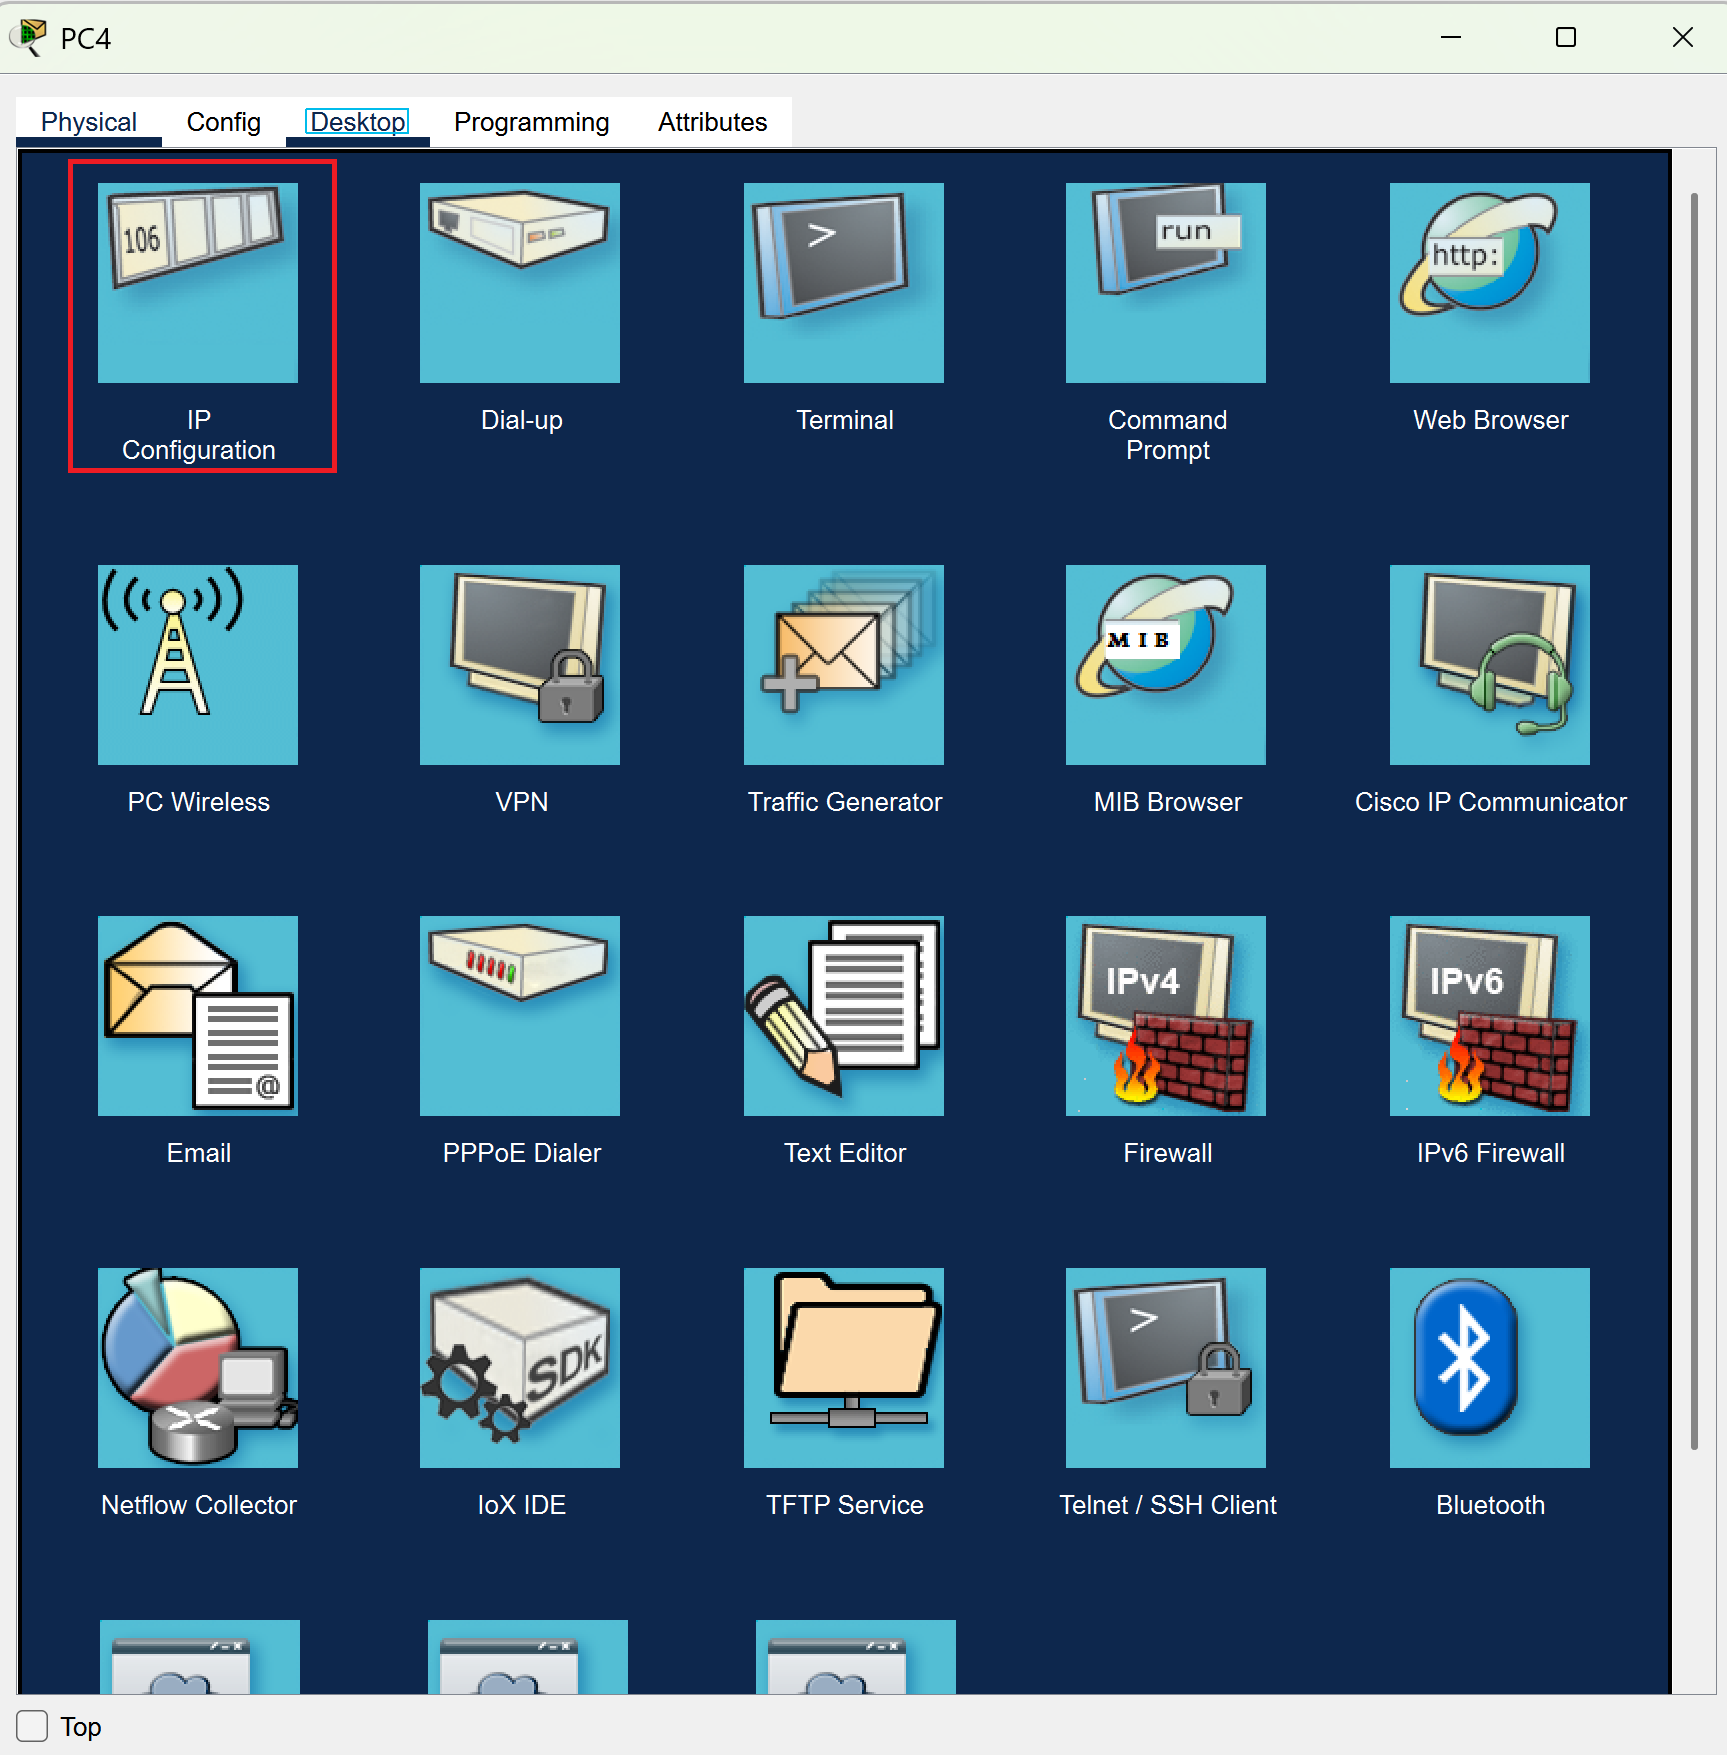 PC4
Physical Config Desktop Programming Attributes
106
run
http:
IP
Configuration
Dial-up
Terminal
Command
Prompt
Web Browser
MIB
PC Wireless
VPN
Traffic Generator
MIB Browser
Cisco IP Communicator
@
IPv4
IPv6
Email
PPPoE Dialer
Text Editor
Firewall
IPv6 Firewall
SDK
Netflow Collector
IoX IDE
TFTP Service
Telnet / SSH Client
Bluetooth
Top